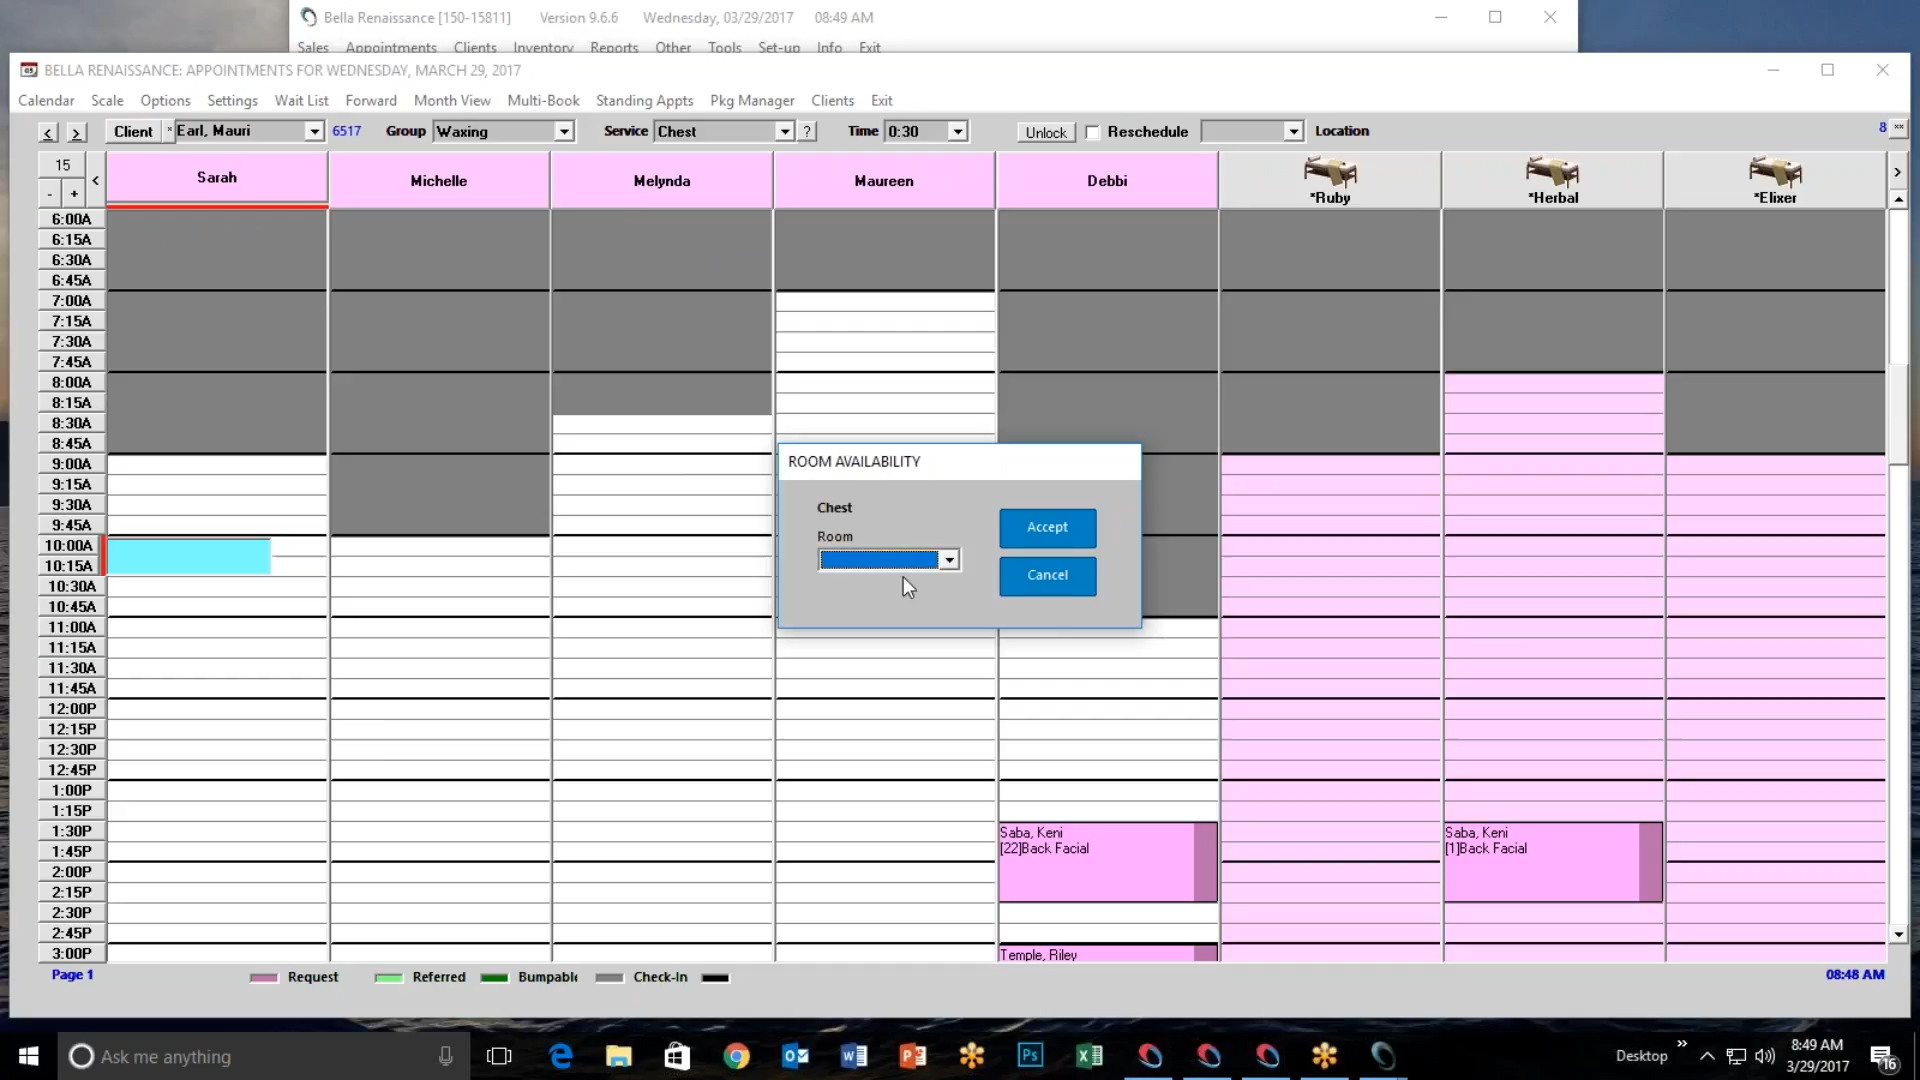 Bella Renaissance [150-15811] Version 9.6.6 Wednesday, 03/29/2017 08:49 AM
Sales Appointments Clients Inventory Reports Other Tools Set-up Info Exit
BELLA RENAISSANCE: APPOINTMENTS FOR WEDNESDAY, MARCH 29, 2017
Calendar Scale Options Settings Wait List Forward Month View Multi-Book Standing Appts Pkg Manager Clients Exit
< > Client * Earl, Mauri 6517 Group Waxing Service Chest ? Time 0:30 Unlock Reschedule Location 8 **
15 < Sarah Michelle Melynda Maureen Debbi *Ruby *Herbal *Elixer >
- +
6:00A
6:15A
6:30A
6:45A
7:00A
7:15A
7:30A
7:45A
8:00A
8:15A
8:30A
8:45A
9:00A
9:15A
9:30A
9:45A
10:00A
10:15A
10:30A
10:45A
11:00A
11:15A
11:30A
11:45A
12:00P
12:15P
12:30P
12:45P
1:00P
1:15P
1:30P
1:45P
2:00P
2:15P
2:30P
2:45P
3:00P
ROOM AVAILABILITY
Chest
Room
Accept
Cancel
Saba, Keni
[22]Back Facial
Saba, Keni
[1]Back Facial
Temple, Riley
Page 1 Request Referred Bumpable Check-In 08:48 AM
Ask me anything
Desktop » 8:49 AM
3/29/2017
16